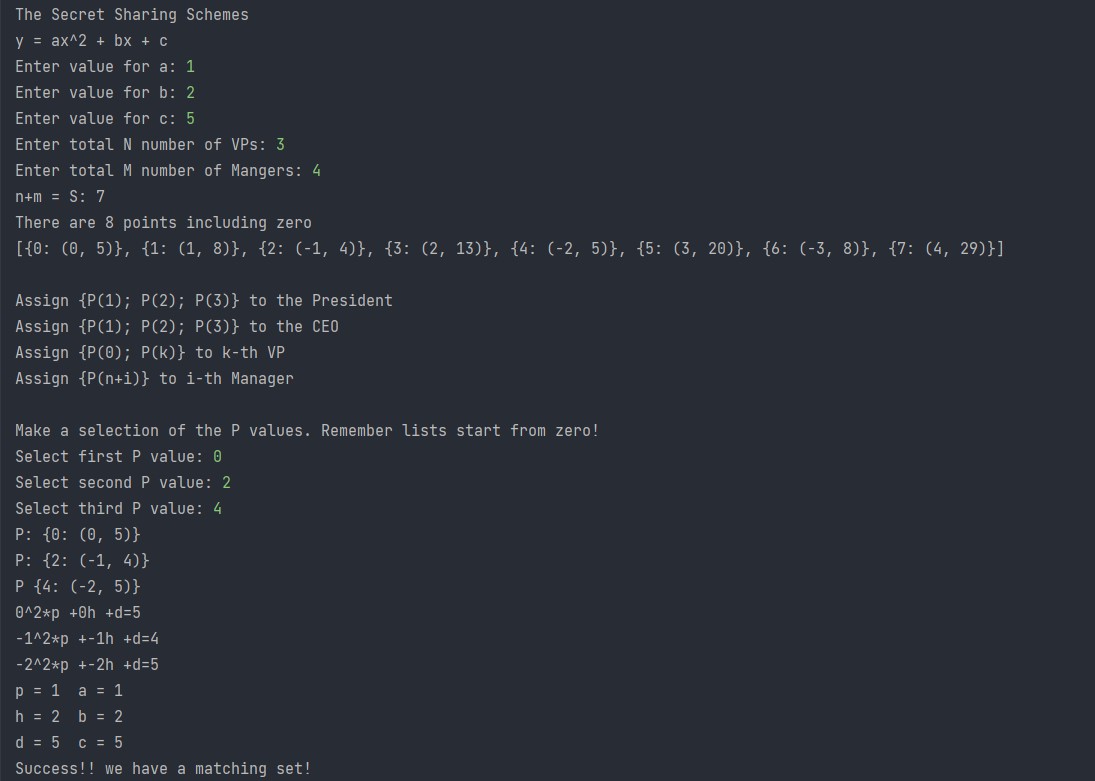 The Secret Sharing Schemes
y = ax^2 + bx + c
Enter value for a: 1
Enter value for b: 2
Enter value for c: 5
Enter total N number of VPs: 3
Enter total M number of Mangers: 4
n+m = S: 7
There are 8 points including zero
[{0: (0, 5)}, {1: (1, 8)}, {2: (-1, 4)}, {3: (2, 13)}, {4: (-2, 5)}, {5: (3, 20)}, {6: (-3, 8)}, {7: (4, 29)}]
Assign {P(1); P(2); P(3)} to the President
Assign {P(1); P(2); P(3)} to the CEO
Assign {P(0); P(k)} to k-th VP
Assign {P(n+i)} to i-th Manager
Make a selection of the P values. Remember lists start from zero!
Select first P value: 0
Select second P value: 2
Select third P value: 4
P: {0: (0, 5)}
P: {2: (-1, 4)}
P {4: (-2, 5)}
0^2*p +0h +d=5
-1^2*p +-1h +d=4
-2^2*p +-2h +d=5
p = 1  a = 1
h = 2  b = 2
d = 5  c = 5
Success!! we have a matching set!